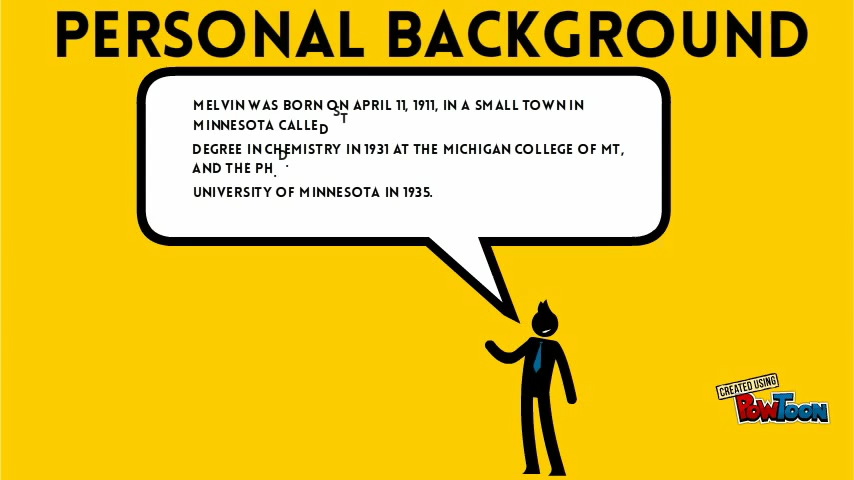 PERSONAL BACKGROUND
MELVIN WAS BORN ON APRIL 11, 1911, IN A SMALL TOWN IN
MINNESOTA CALLED ST
DEGREE IN CHEMISTRY IN 1931 AT THE MICHIGAN COLLEGE OF MT,
AND THE PH. D.
UNIVERSITY OF MINNESOTA IN 1935.
CREATED USING
POWTOON